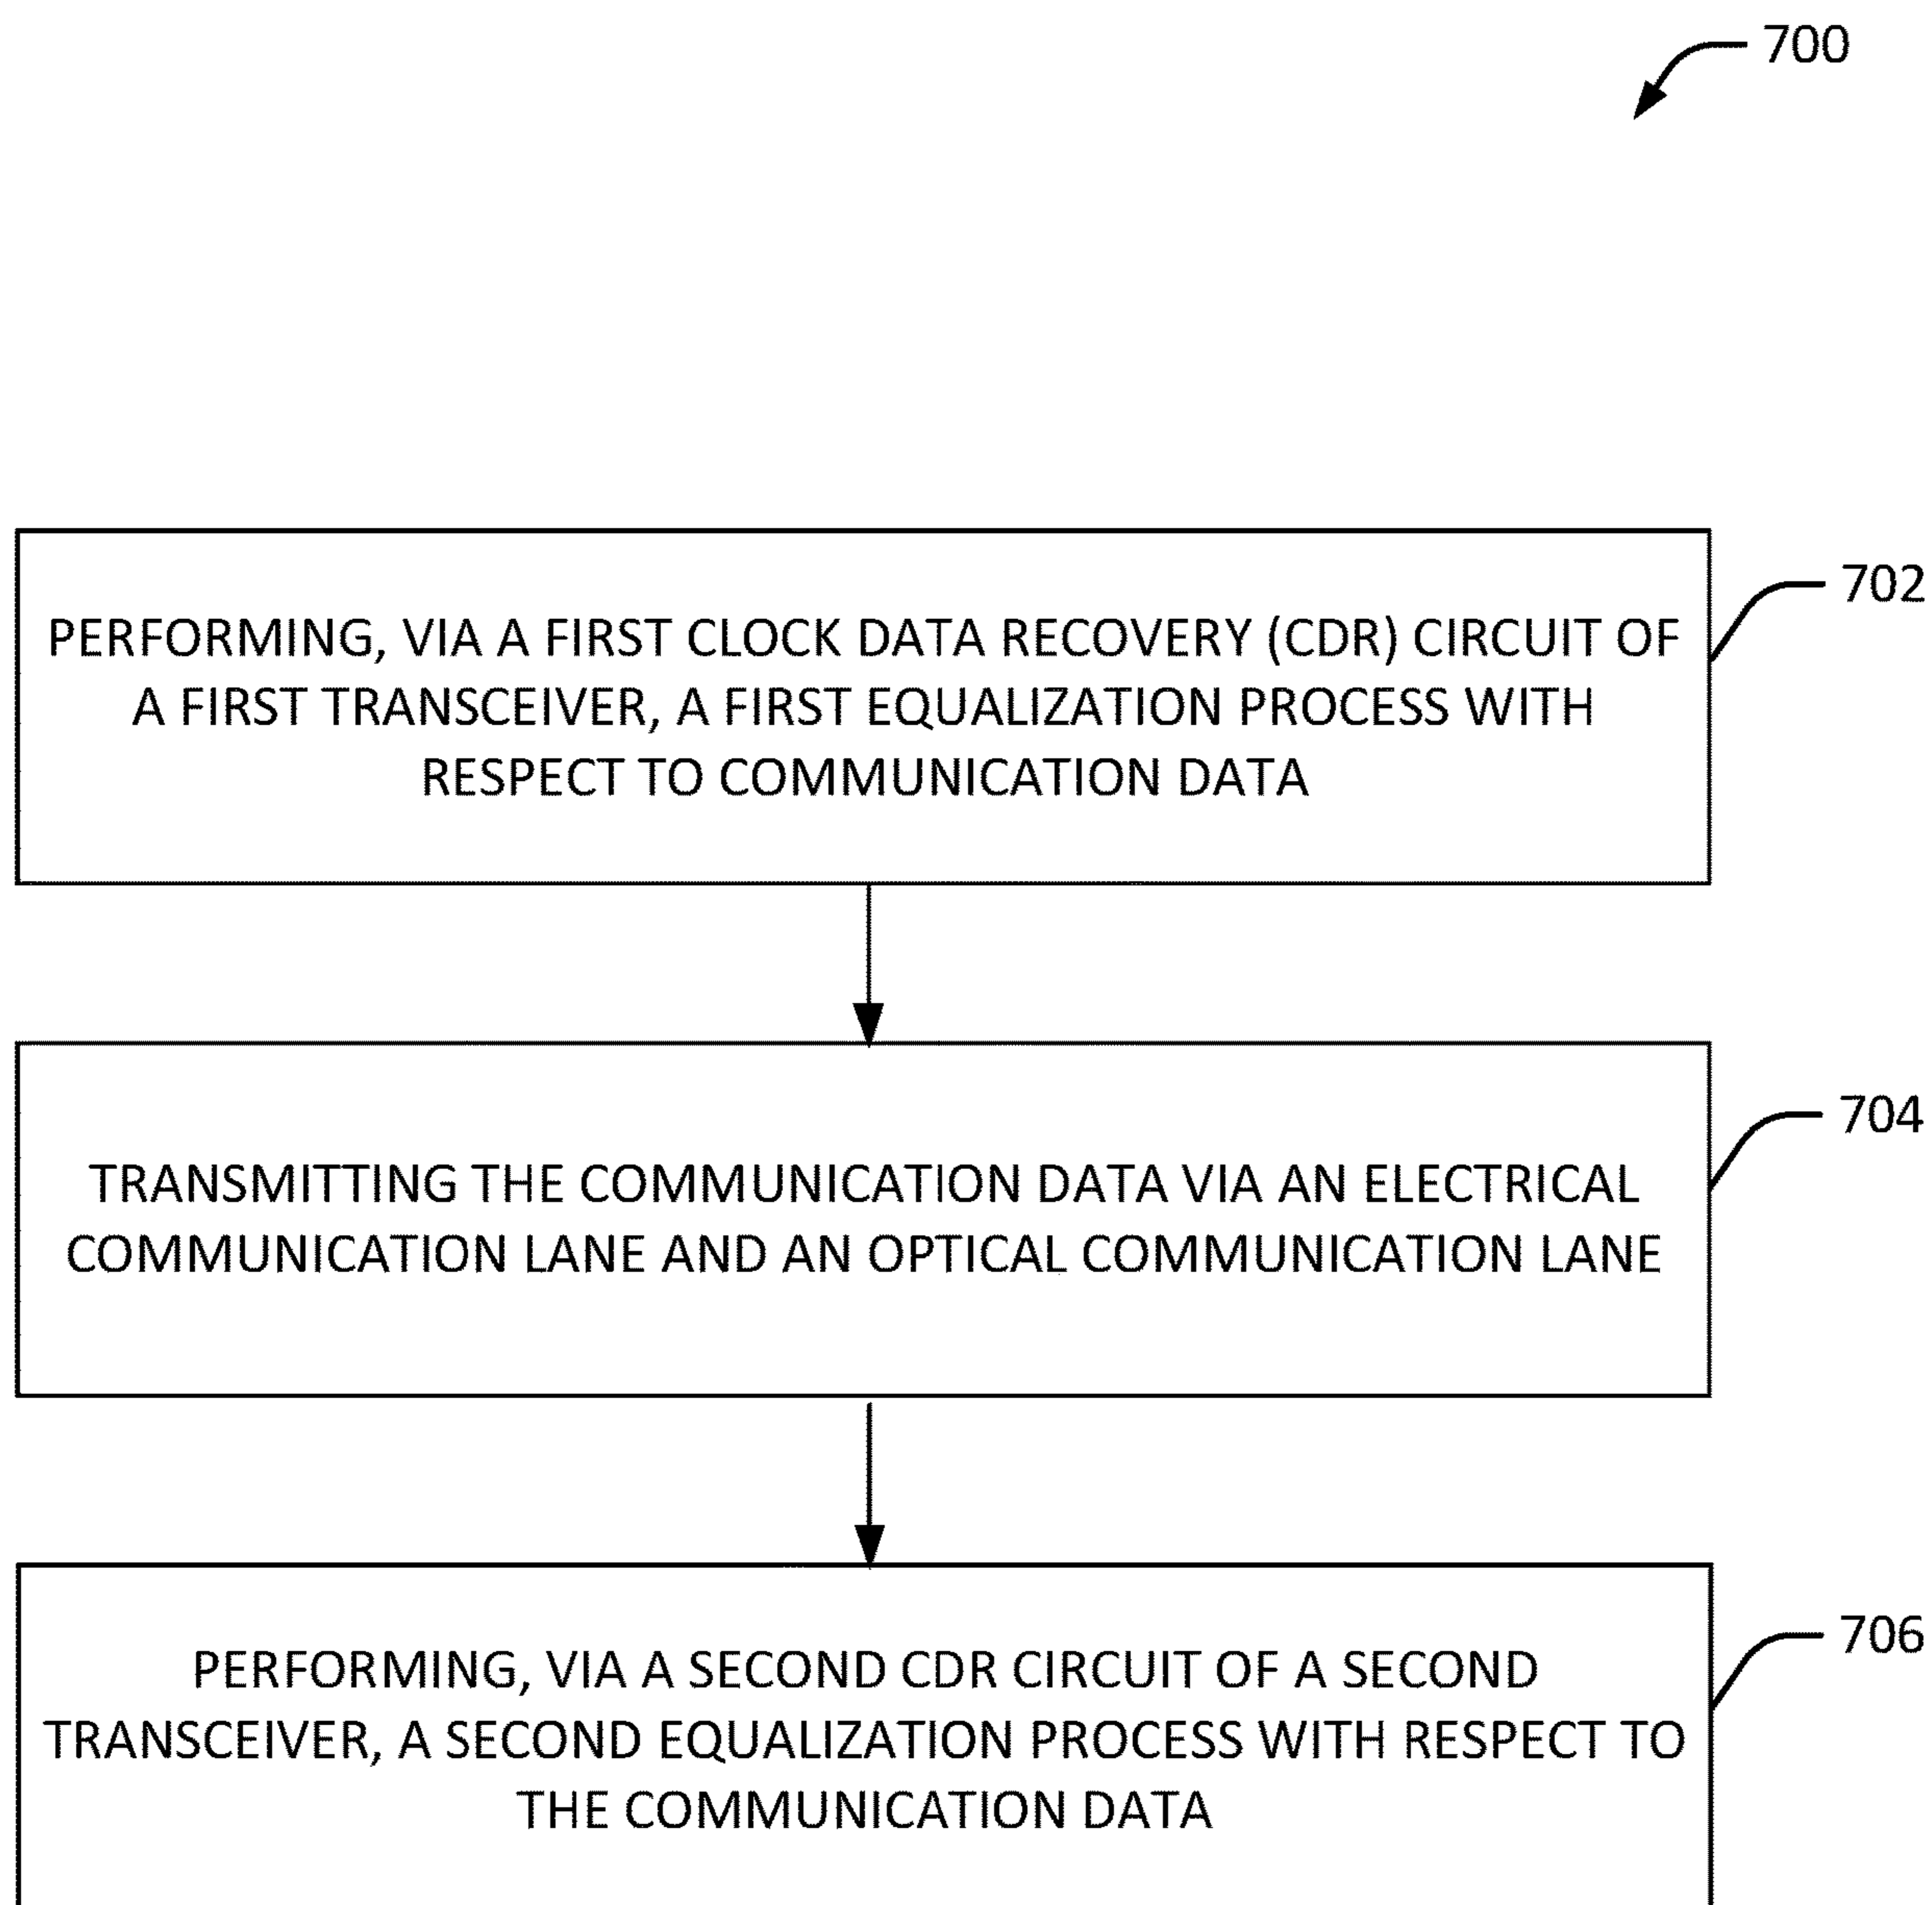 700
PERFORMING, VIA A FIRST CLOCK DATA RECOVERY (CDR) CIRCUIT OF
A FIRST TRANSCEIVER, A FIRST EQUALIZATION PROCESS WITH
RESPECT TO COMMUNICATION DATA
702
TRANSMITTING THE COMMUNICATION DATA VIA AN ELECTRICAL
COMMUNICATION LANE AND AN OPTICAL COMMUNICATION LANE
704
PERFORMING, VIA A SECOND CDR CIRCUIT OF A SECOND
TRANSCEIVER, A SECOND EQUALIZATION PROCESS WITH RESPECT TO
THE COMMUNICATION DATA
706